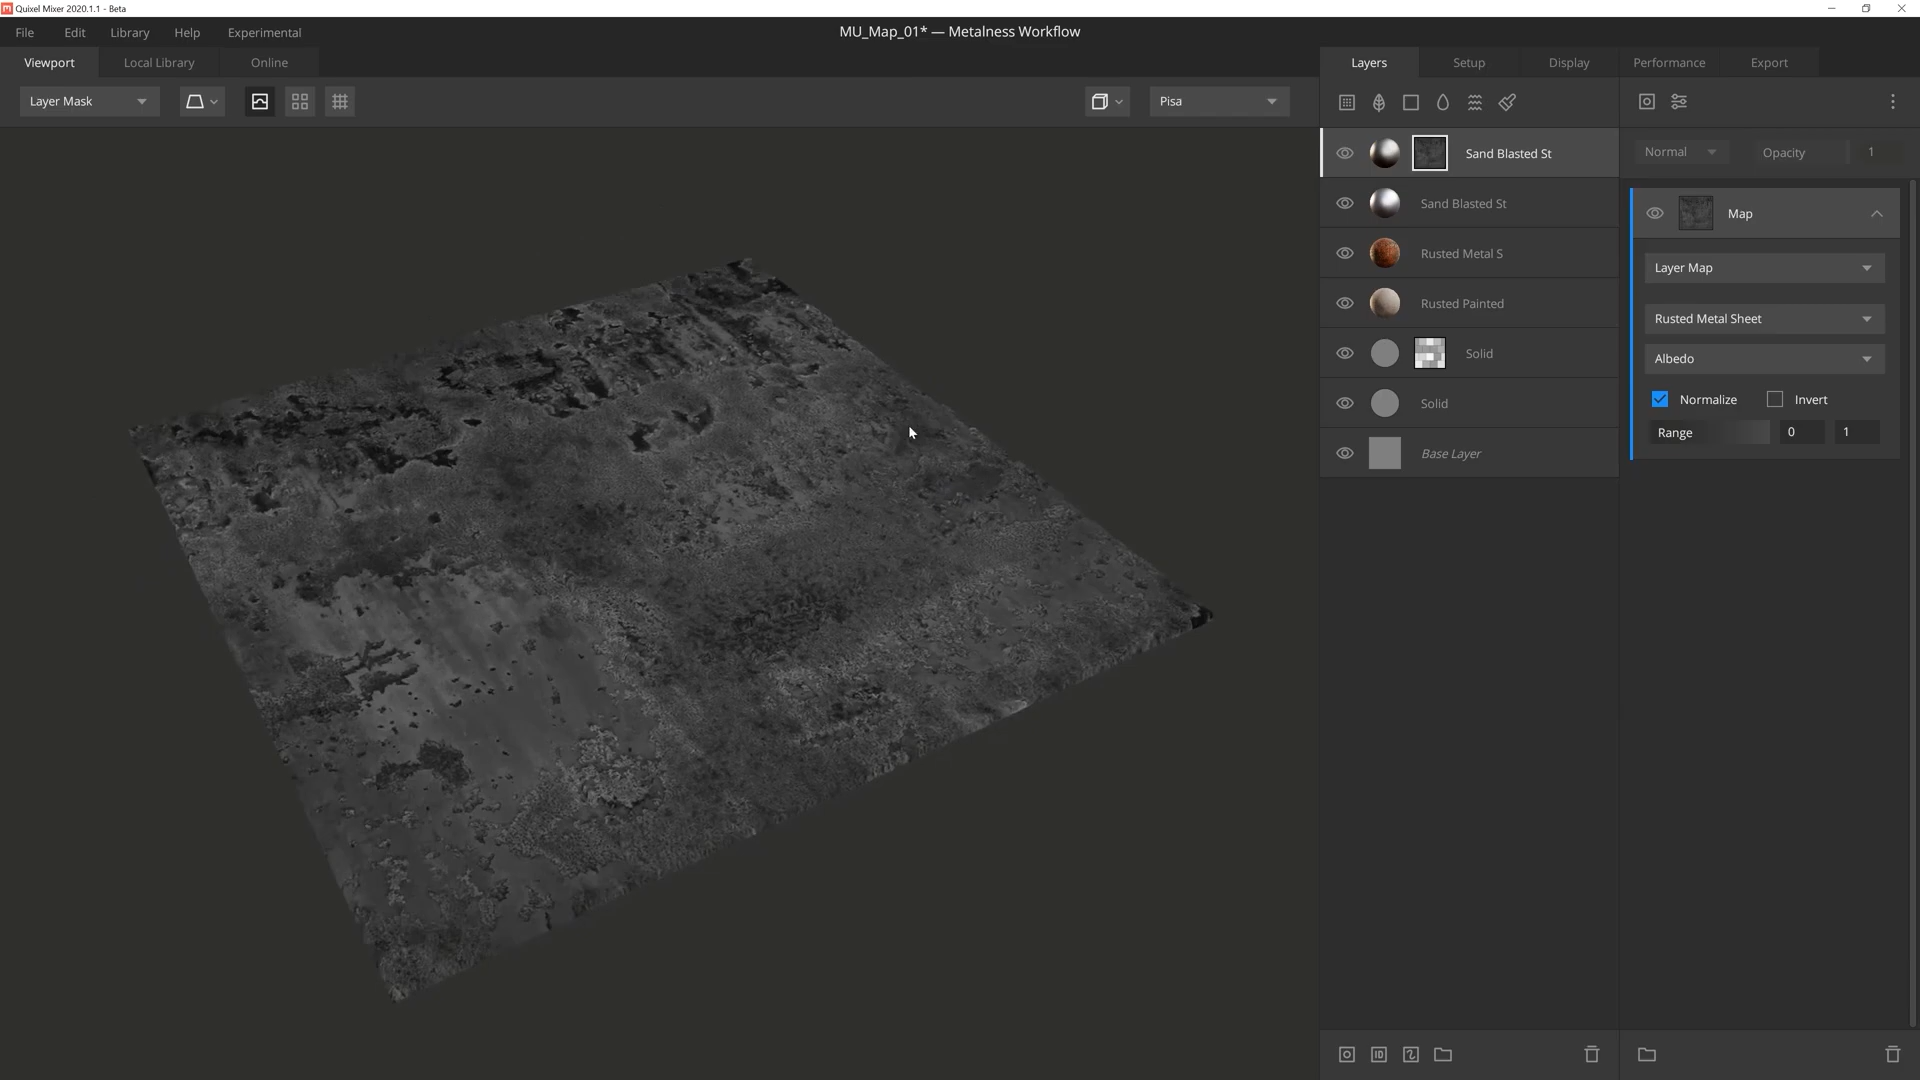 Quixel Mixer 2020.1.1 - Beta
File Edit Library Help Experimental
MU_Map_01* — Metalness Workflow
Viewport Local Library Online
Layers Setup Display Performance Export
Layer Mask
Pisa
Sand Blasted St
Sand Blasted St
Rusted Metal S
Rusted Painted
Solid
Solid
Base Layer
Normal Opacity 1
Map
Layer Map
Rusted Metal Sheet
Albedo
Normalize Invert
Range 0 1
ID